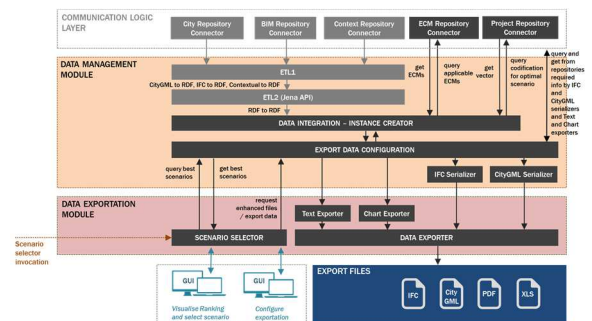 COMMUNICATION LOGIC
LAYER
City Repository
Connector
BIM Repository
Connector
Context Repository
Connector
ECM Repository
Connector
Project Repository
Connector
DATA MANAGEMENT
MODULE
ETL1
CityGML to RDF, IFC to RDF, Contextual to RDF
ETL2 (Jena API)
RDF to RDF
get
ECMs
query
applicable
ECMs
get
vector
query
codification
for optimal
scenario
query and
get from
repositories
required
info by IFC
and
CityGML
serializers
and Text
and Chart
exporters
DATA INTEGRATION – INSTANCE CREATOR
EXPORT DATA CONFIGURATION
query best
scenarios
get best
scenarios
IFC Serializer
CityGML Serializer
request
enhanced files
/ export data
DATA EXPORTATION
MODULE
Text Exporter
Chart Exporter
Scenario
selector
invocation
SCENARIO SELECTOR
DATA EXPORTER
GUI
GUI
Visualise Ranking
and select scenario
Configure
exportation
EXPORT FILES
IFC
City
GML
PDF
XLS